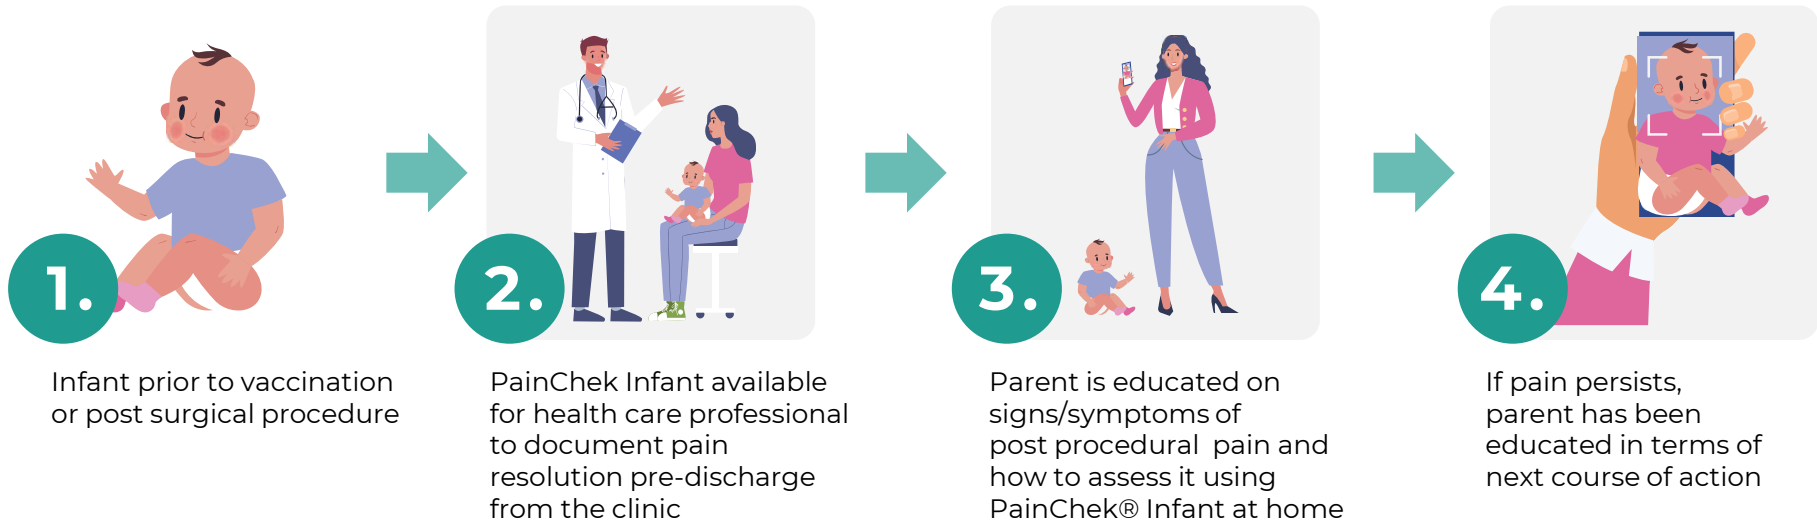 1.
Infant prior to vaccination
or post surgical procedure
2.
PainChek Infant available
for health care professional
to document pain
resolution pre-discharge
from the clinic
3.
Parent is educated on
signs/symptoms of
post procedural  pain and
how to assess it using
PainChek® Infant at home
4.
If pain persists,
parent has been
educated in terms of
next course of action